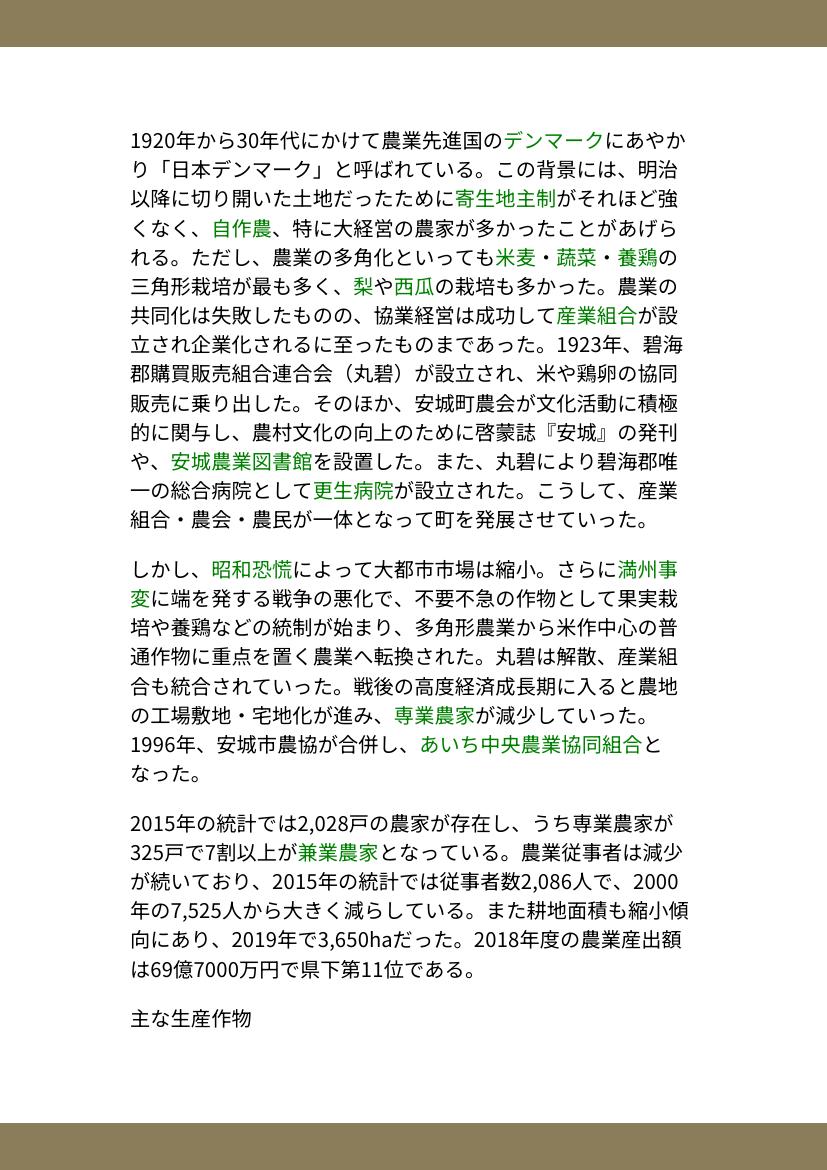 1920年から30年代にかけて農業先進国のデンマークにあやか
り「日本デンマーク」と呼ばれている。この背景には、明治
以降に切り開いた土地だったために寄生地主制がそれほど強
くなく、自作農、特に大経営の農家が多かったことがあげら
れる。ただし、農業の多角化といっても米麦・蔬菜・養鶏の
三角形栽培が最も多く、梨や西瓜の栽培も多かった。農業の
共同化は失敗したものの、協業経営は成功して産業組合が設
立され企業化されるに至ったものまであった。1923年、碧海
郡購買販売組合連合会（丸碧）が設立され、米や鶏卵の協同
販売に乗り出した。そのほか、安城町農会が文化活動に積極
的に関与し、農村文化の向上のために啓蒙誌『安城』の発刊
や、安城農業図書館を設置した。また、丸碧により碧海郡唯
一の総合病院として更生病院が設立された。こうして、産業
組合・農会・農民が一体となって町を発展させていった。
しかし、昭和恐慌によって大都市市場は縮小。さらに満州事
変に端を発する戦争の悪化で、不要不急の作物として果実栽
培や養鶏などの統制が始まり、多角形農業から米作中心の普
通作物に重点を置く農業へ転換された。丸碧は解散、産業組
合も統合されていった。戦後の高度経済成長期に入ると農地
の工場敷地・宅地化が進み、専業農家が減少していった。
1996年、安城市農協が合併し、あいち中央農業協同組合と
なった。
2015年の統計では2,028戸の農家が存在し、うち専業農家が
325戸で7割以上が兼業農家となっている。農業従事者は減少
が続いており、2015年の統計では従事者数2,086人で、2000
年の7,525人から大きく減らしている。また耕地面積も縮小傾
向にあり、2019年で3,650haだった。2018年度の農業産出額
は69億7000万円で県下第11位である。
主な生産作物